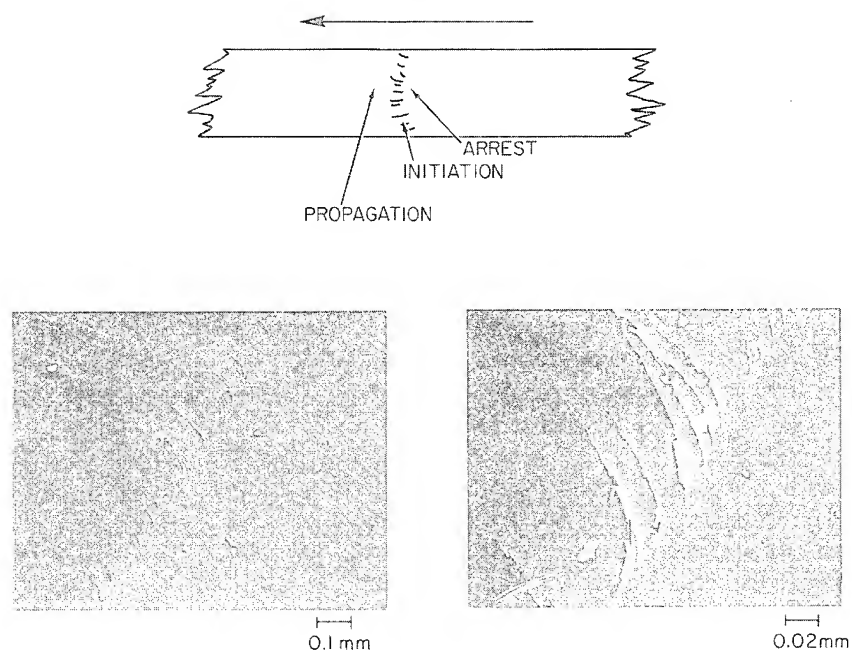 ARREST
INITIATION
PROPAGATION
0.1 mm
0.02mm